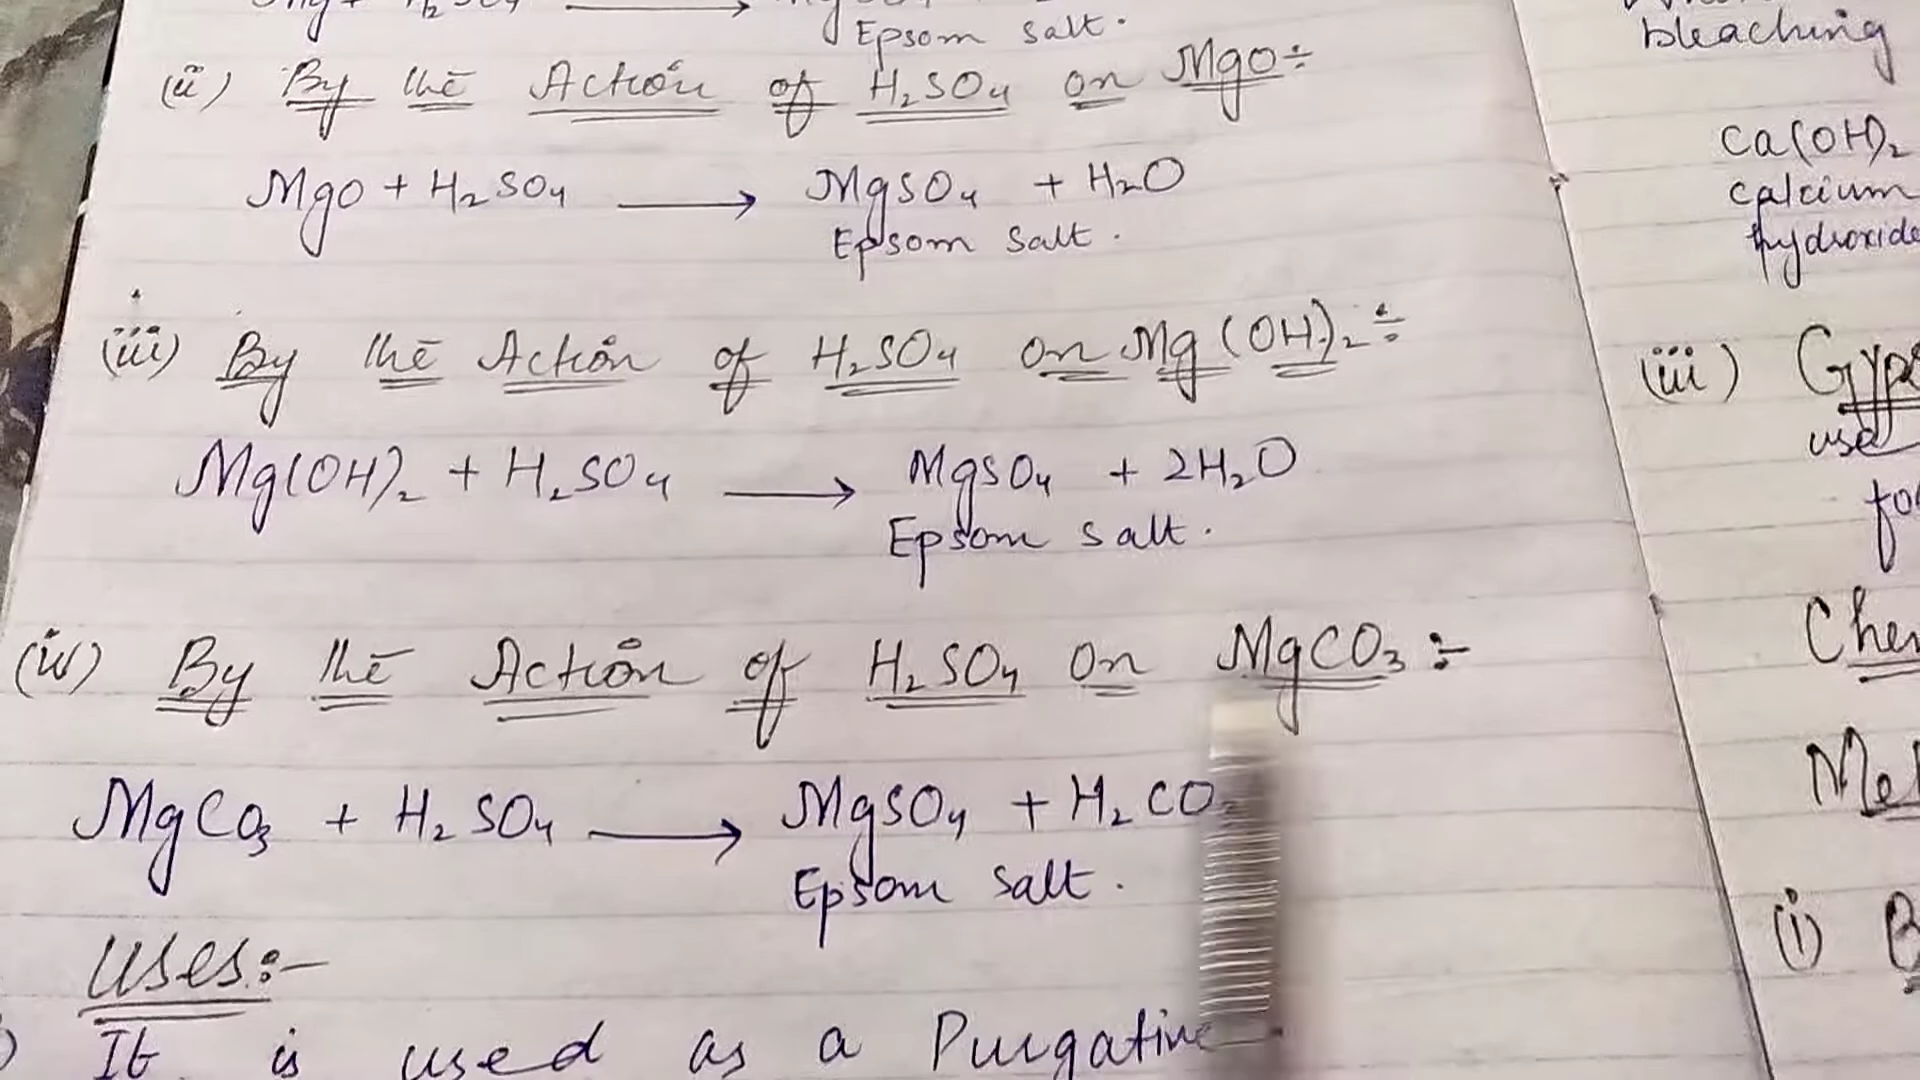 Epsom salt.
(ii) By the Action of H₂SO₄ on MgO÷
MgO + H₂SO₄ ⟶ MgSO₄ + H₂O
Epsom salt.
(iii) By the Action of H₂SO₄ on Mg(OH)₂÷
Mg(OH)₂ + H₂SO₄ ⟶ MgSO₄ + 2H₂O
Epsom salt.
(iv) By the Action of H₂SO₄ on MgCO₃÷
MgCO₃ + H₂SO₄ ⟶ MgSO₄ + H₂CO
Epsom salt.
Uses:-
It is used as a Purgative
bleaching
Ca(OH)₂
calcium
hydroxide
(iii)
use
(i)